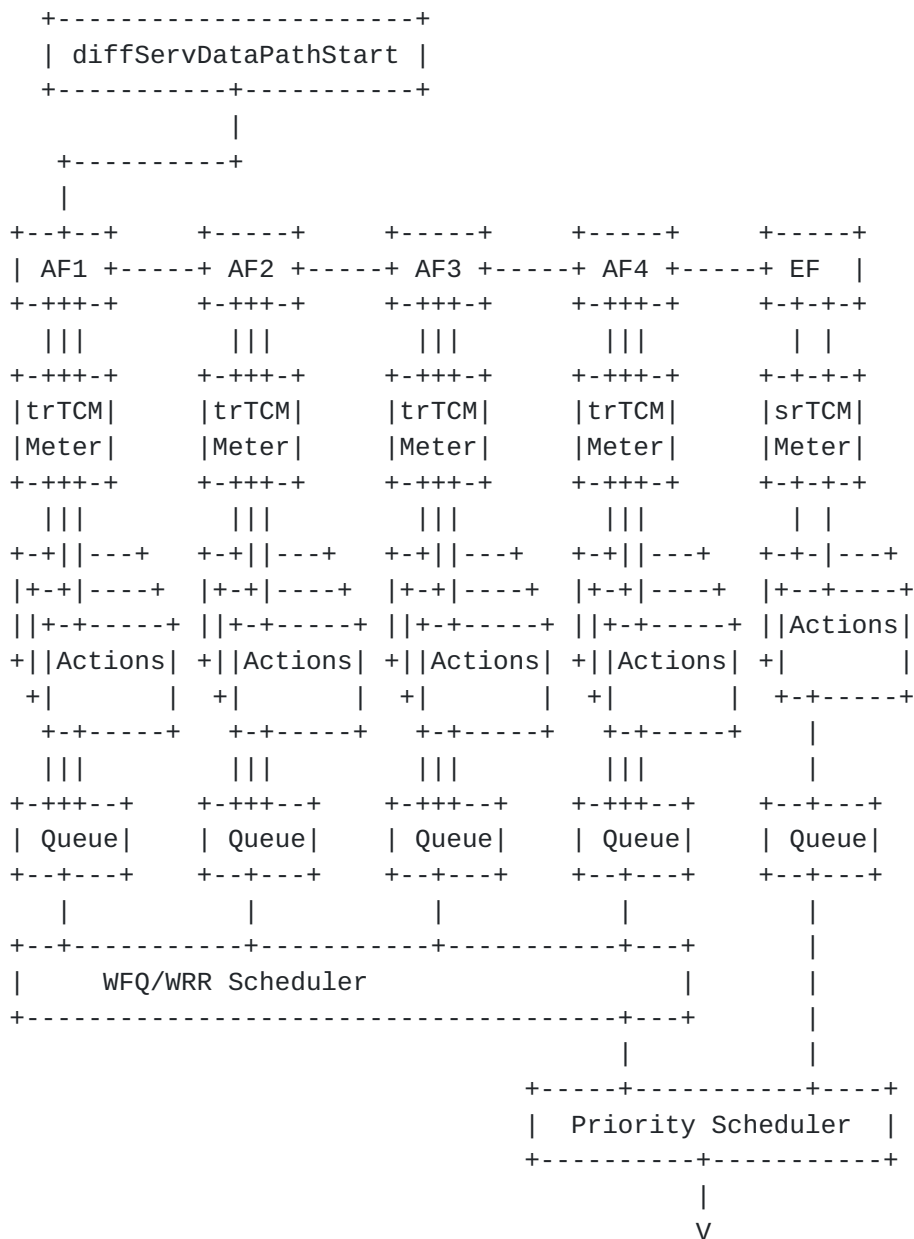 diffServDataPathStart
AF1 AF2 AF3 AF4 EF
trTCM trTCM trTCM trTCM srTCM
Meter Meter Meter Meter Meter
Actions
Actions Actions Actions Actions
Queue Queue Queue Queue Queue
WFQ/WRR Scheduler
Priority Scheduler
V